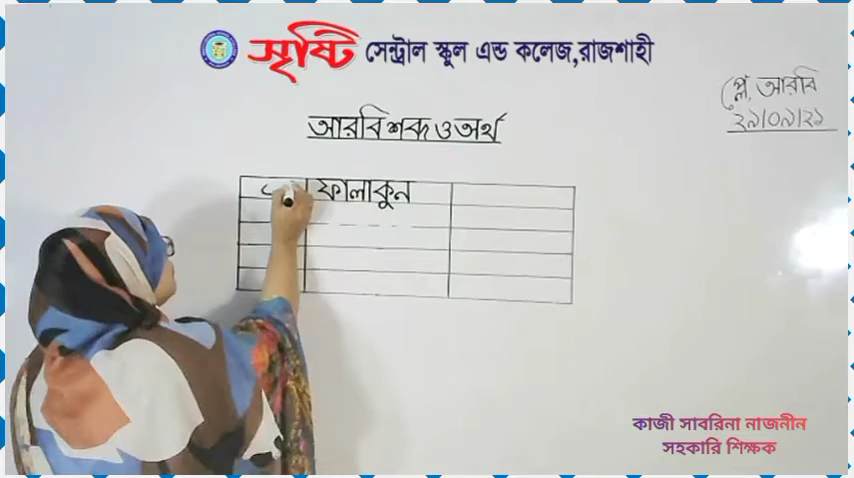 সৃষ্টি সেন্ট্রাল স্কুল এন্ড কলেজ,রাজশাহী
প্লে, আরবি
২৯।০৯।২১
আরবি শব্দ ও অর্থ
ফালাকুন
কাজী সাবরিনা নাজনীন
সহকারি শিক্ষক